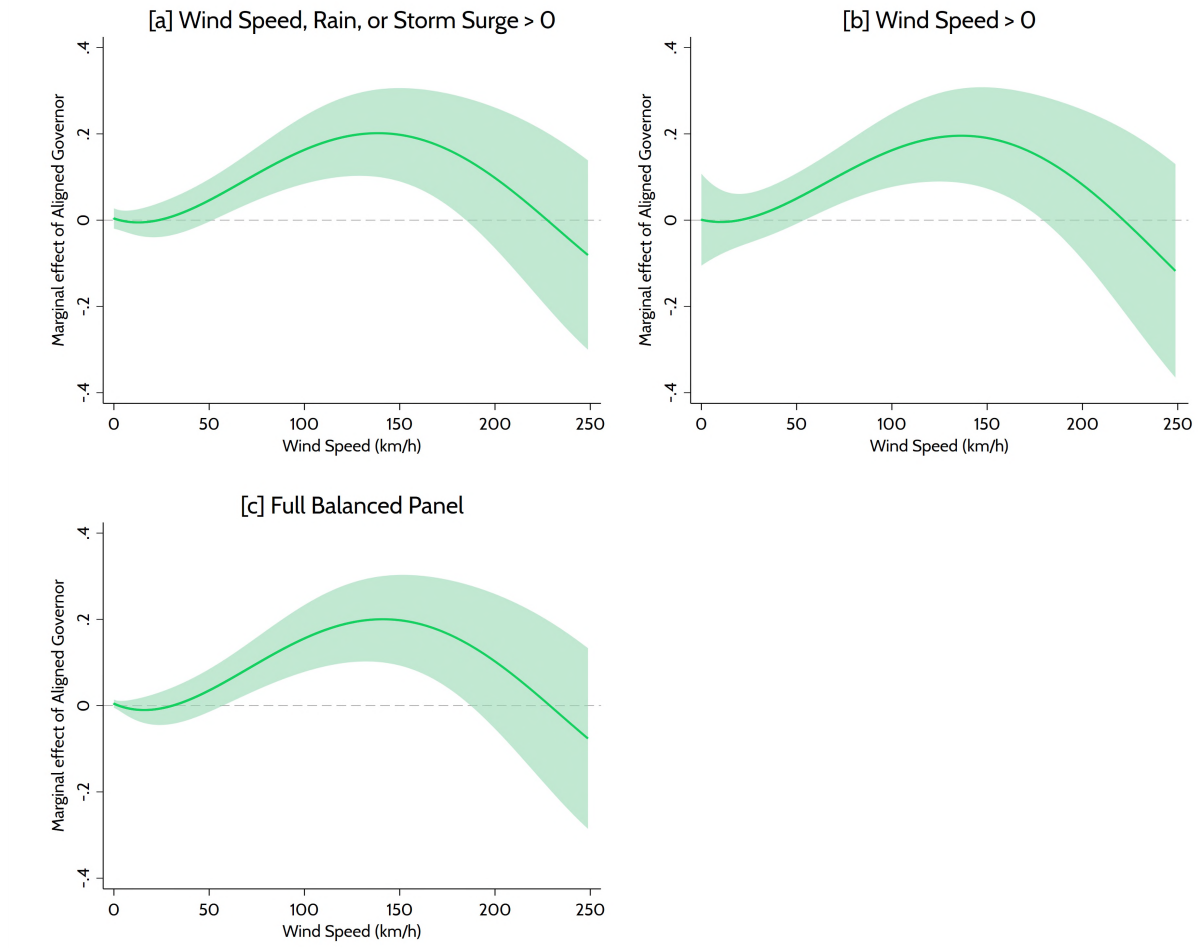 [a] Wind Speed, Rain, or Storm Surge > 0
Marginal effect of Aligned Governor
.4
.2
0
-.2
-.4
0 50 100 150 200 250
Wind Speed (km/h)
[b] Wind Speed > 0
Marginal effect of Aligned Governor
.4
.2
0
-.2
-.4
0 50 100 150 200 250
Wind Speed (km/h)
[c] Full Balanced Panel
Marginal effect of Aligned Governor
.4
.2
0
-.2
-.4
0 50 100 150 200 250
Wind Speed (km/h)